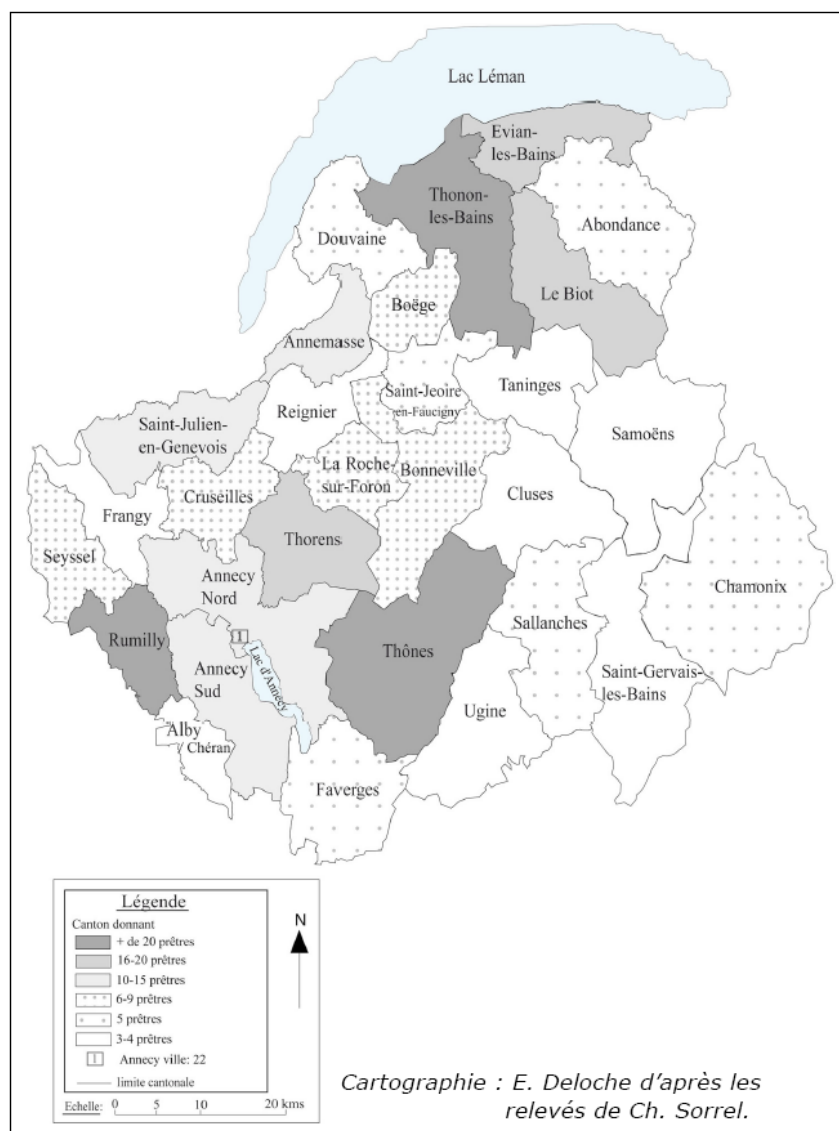 Lac Léman
Evian-
les-Bains
Thonon-
les-Bains
Abondance
Douvaine
Le Biot
Boëge
Annemasse
Saint-Jeoire
en-Faucigny
Taninges
Reignier
Saint-Julien-
en-Genevois
Samoëns
La Roche-
sur-Foron
Bonneville
Cruseilles
Cluses
Frangy
Thorens
Seyssel
Annecy
Nord
Chamonix
Sallanches
Rumilly
1
Thônes
Lac d'Annecy
Annecy
Sud
Saint-Gervais-
les-Bains
Ugine
Alby
Chéran
Faverges
Légende
Canton donnant
+ de 20 prêtres
16-20 prêtres
10-15 prêtres
6-9 prêtres
5 prêtres
3-4 prêtres
1 Annecy ville: 22
limite cantonale
Echelle: 0 5 10 20 kms
N
Cartographie : E. Deloche d'après les
relevés de Ch. Sorrel.